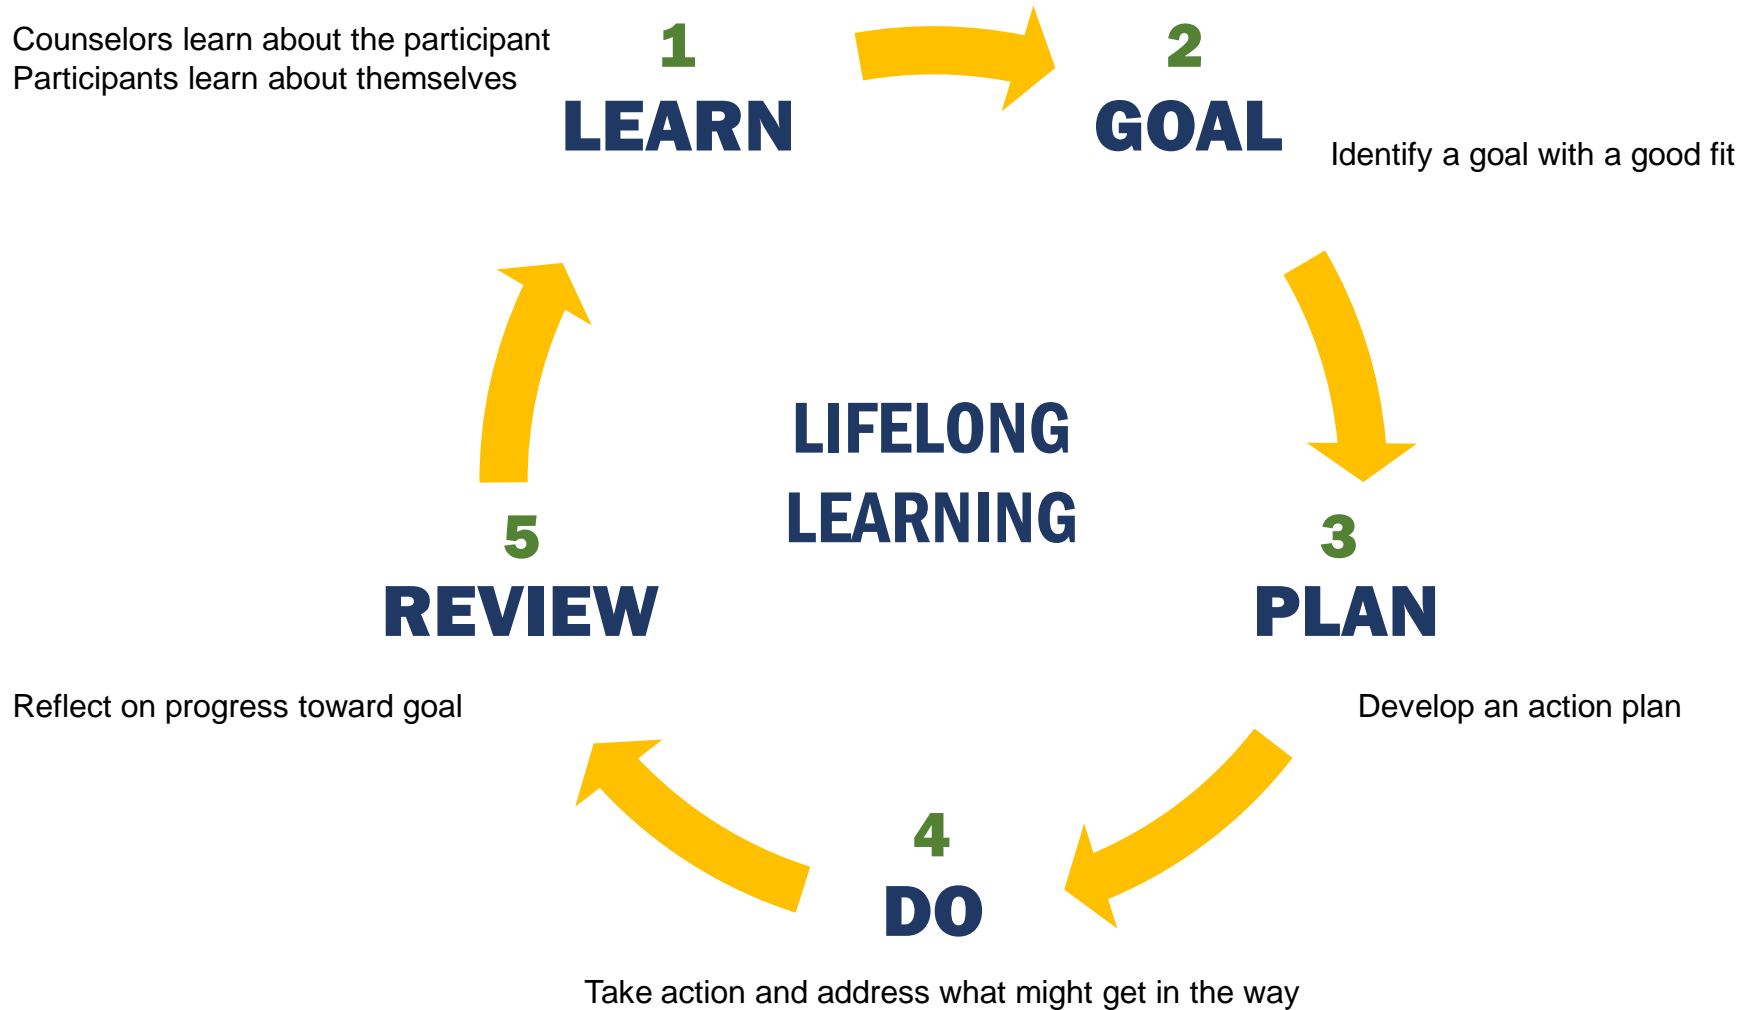 Counselors learn about the participant
Participants learn about themselves
1
LEARN
2
GOAL
Identify a goal with a good fit
LIFELONG
LEARNING
3
PLAN
Develop an action plan
4
DO
Take action and address what might get in the way
5
REVIEW
Reflect on progress toward goal